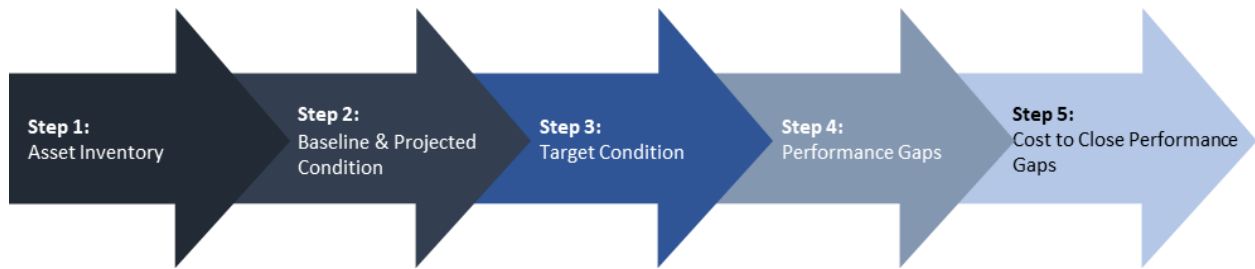 Step 1:
Asset Inventory
Step 2:
Baseline & Projected
Condition
Step 3:
Target Condition
Step 4:
Performance Gaps
Step 5:
Cost to Close Performance
Gaps